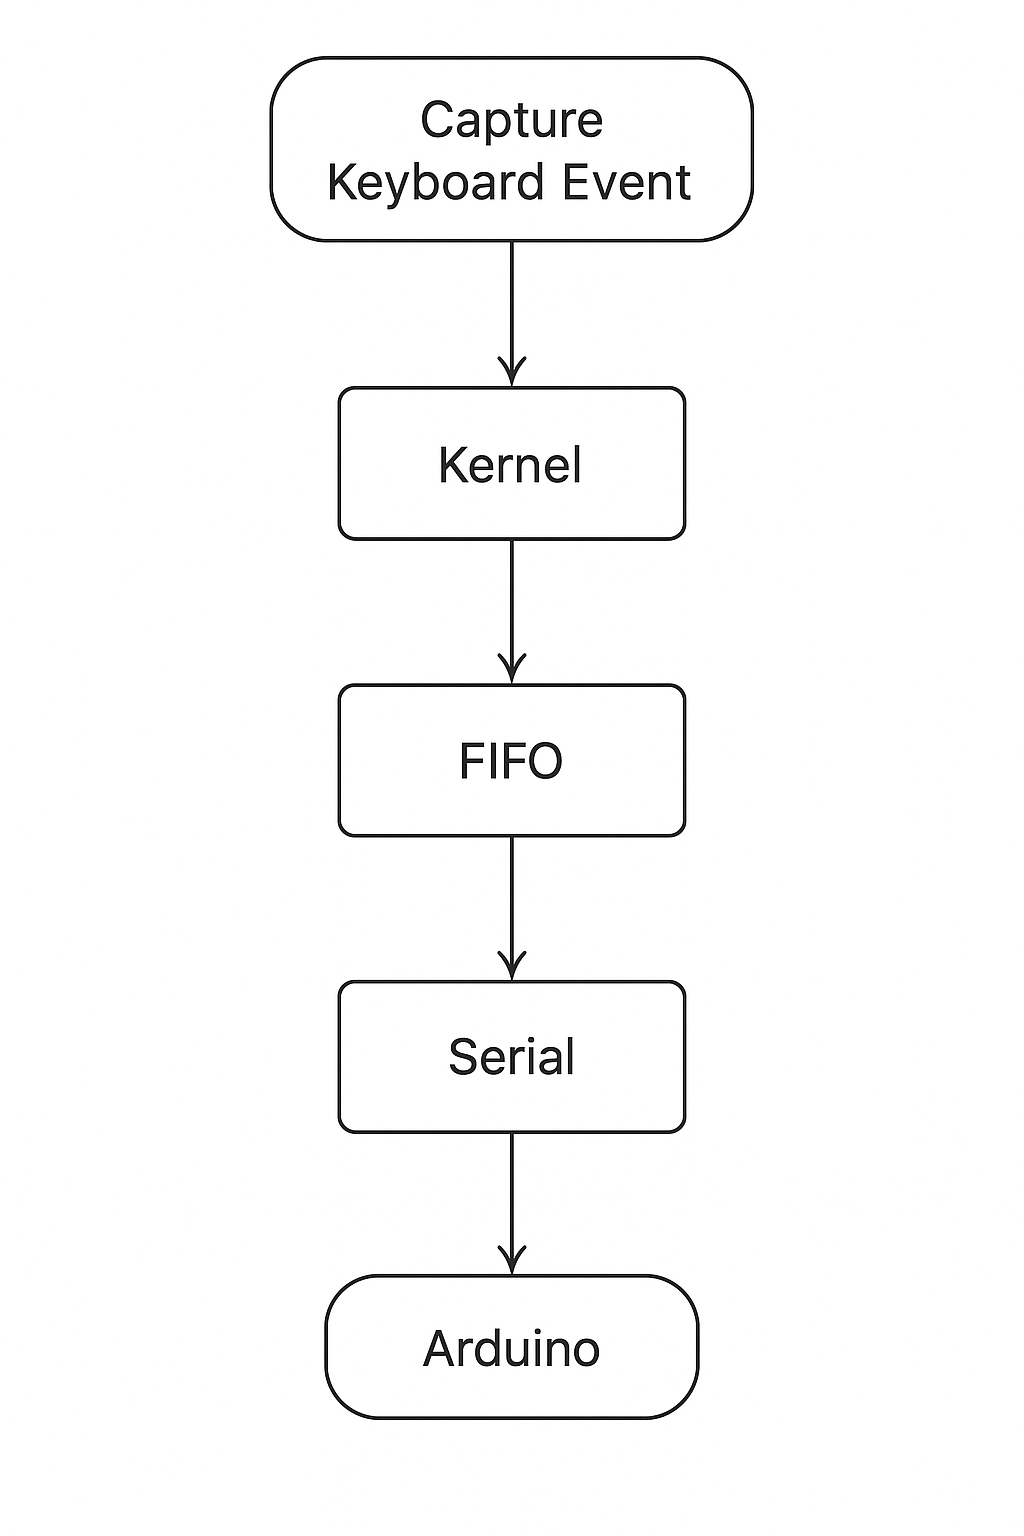 Capture
Keyboard Event
Kernel
FIFO
Serial
Arduino